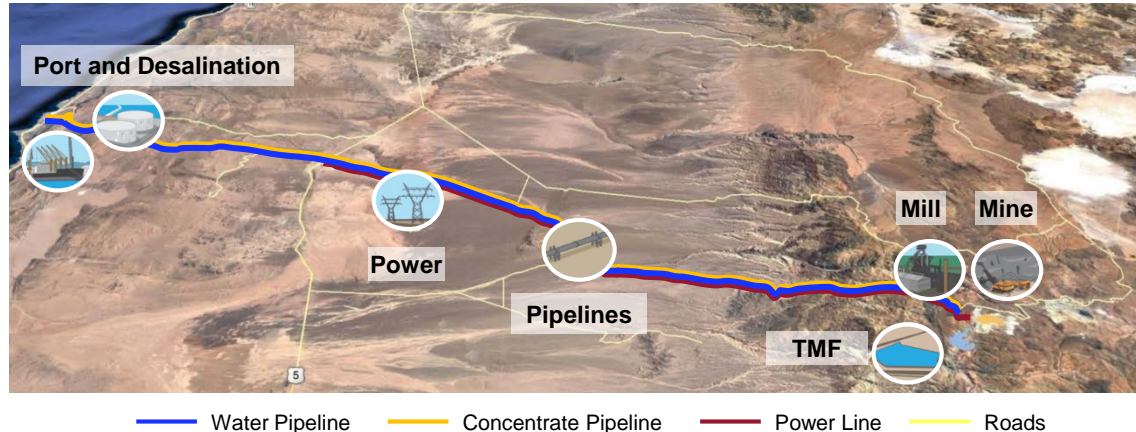 Port and Desalination
Mill
Mine
Power
Pipelines
TMF
5
Water Pipeline
Concentrate Pipeline
Power Line
Roads